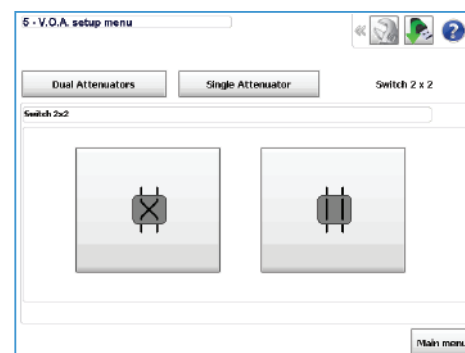 5 - V.O.A. setup menu
Dual Attenuators
Single Attenuator
Switch 2 x 2
Switch 2x2
Main menu